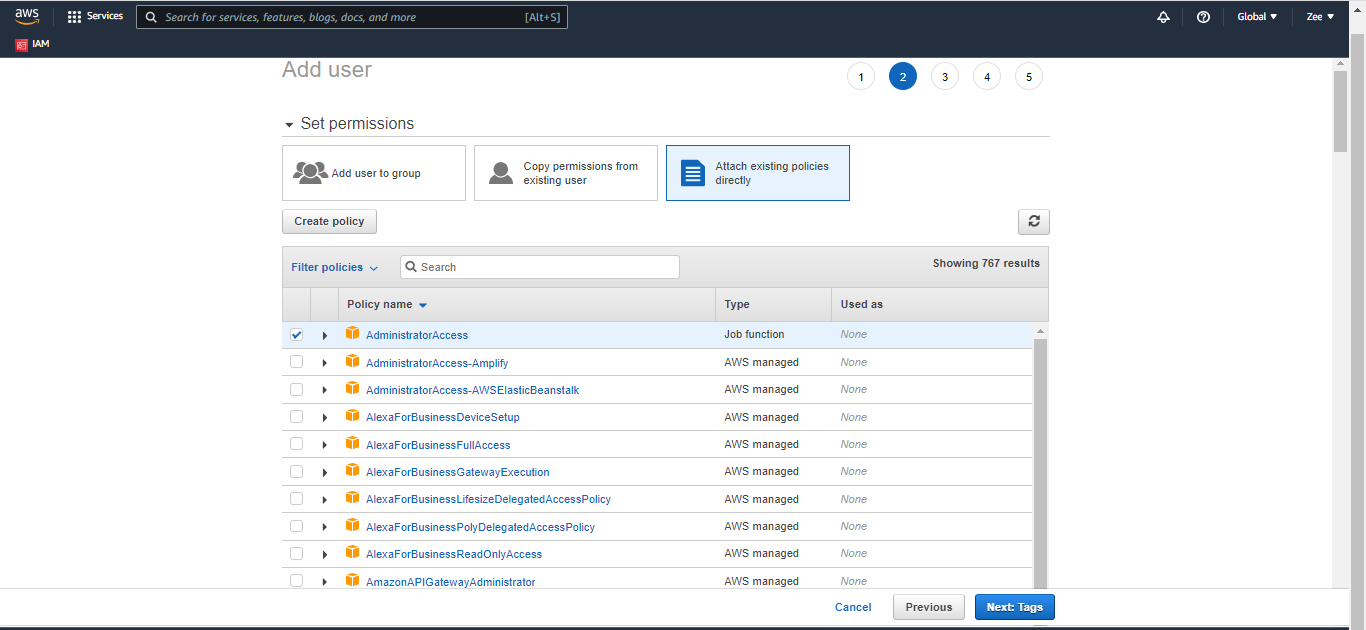 aws Services Search for services, features, blogs, docs, and more [Alt+S] Global Zee
IAM
Add user 1 2 3 4 5
Set permissions
Add user to group
Copy permissions from
existing user
Attach existing policies
directly
Create policy
Filter policies Search Showing 767 results
Policy name Type Used as
AdministratorAccess Job function None
AdministratorAccess-Amplify AWS managed None
AdministratorAccess-AWSElasticBeanstalk AWS managed None
AlexaForBusinessDeviceSetup AWS managed None
AlexaForBusinessFullAccess AWS managed None
AlexaForBusinessGatewayExecution AWS managed None
AlexaForBusinessLifesizeDelegatedAccessPolicy AWS managed None
AlexaForBusinessPolyDelegatedAccessPolicy AWS managed None
AlexaForBusinessReadOnlyAccess AWS managed None
AmazonAPIGatewayAdministrator AWS managed None
Cancel Previous Next: Tags